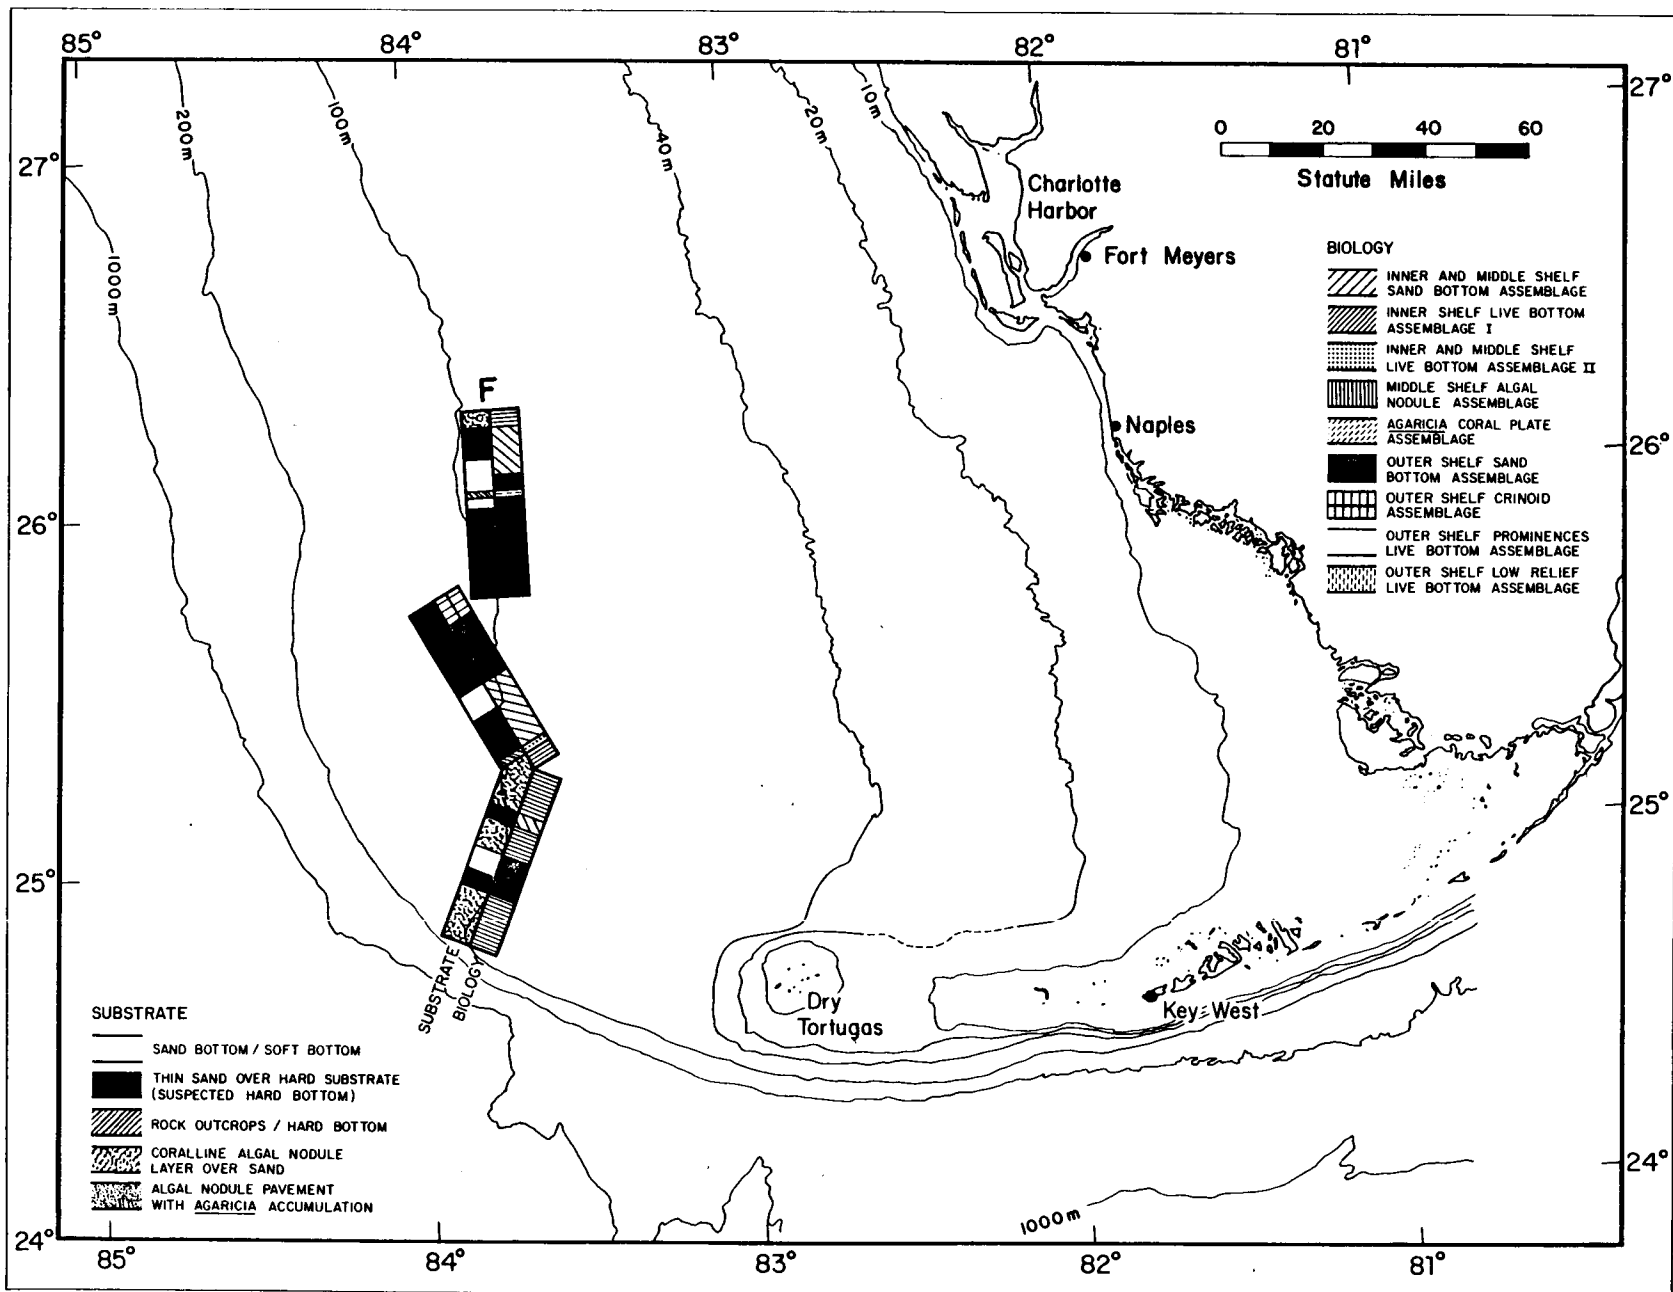 85°
84°
83°
82°
81°
27°
27°
200m
100m
40m
20m
10m
1000m
0 20 40 60
Statute Miles
Charlotte
Harbor
Fort Meyers
Naples
26°
26°
25°
25°
24°
24°
F
BIOLOGY
INNER AND MIDDLE SHELF
SAND BOTTOM ASSEMBLAGE
INNER SHELF LIVE BOTTOM
ASSEMBLAGE I
INNER AND MIDDLE SHELF
LIVE BOTTOM ASSEMBLAGE II
MIDDLE SHELF ALGAL
NODULE ASSEMBLAGE
AGARICIA CORAL PLATE
ASSEMBLAGE
OUTER SHELF SAND
BOTTOM ASSEMBLAGE
OUTER SHELF CRINOID
ASSEMBLAGE
OUTER SHELF PROMINENCES
LIVE BOTTOM ASSEMBLAGE
OUTER SHELF LOW RELIEF
LIVE BOTTOM ASSEMBLAGE
SUBSTRATE
BIOLOGY
Dry
Tortugas
Key West
SUBSTRATE
SAND BOTTOM / SOFT BOTTOM
THIN SAND OVER HARD SUBSTRATE
(SUSPECTED HARD BOTTOM)
ROCK OUTCROPS / HARD BOTTOM
CORALLINE ALGAL NODULE
LAYER OVER SAND
ALGAL NODULE PAVEMENT
WITH AGARICIA ACCUMULATION
1000m
85°
84°
83°
82°
81°